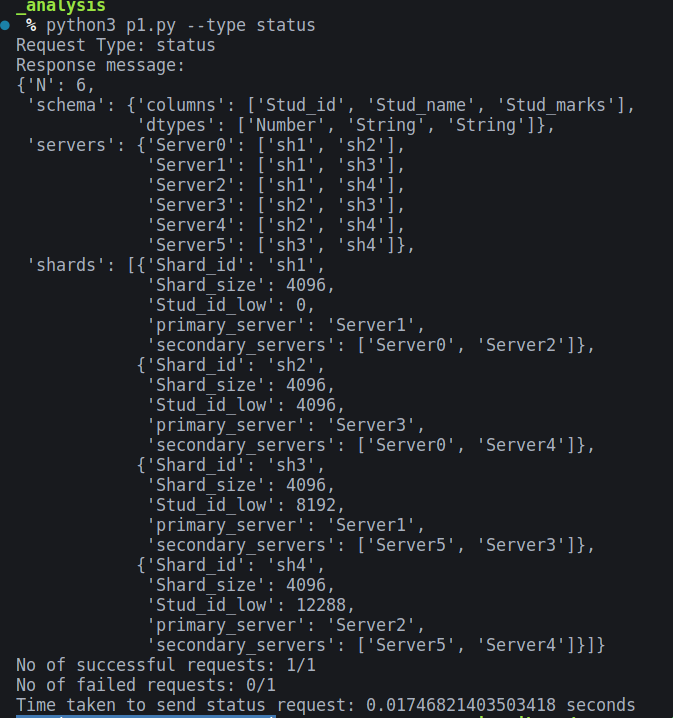 _analysis
% python3 p1.py --type status
Request Type: status
Response message:
{'N': 6,
 'schema': {'columns': ['Stud_id', 'Stud_name', 'Stud_marks'],
            'dtypes': ['Number', 'String', 'String']},
 'servers': {'Server0': ['sh1', 'sh2'],
             'Server1': ['sh1', 'sh3'],
             'Server2': ['sh1', 'sh4'],
             'Server3': ['sh2', 'sh3'],
             'Server4': ['sh2', 'sh4'],
             'Server5': ['sh3', 'sh4']},
 'shards': [{'Shard_id': 'sh1',
             'Shard_size': 4096,
             'Stud_id_low': 0,
             'primary_server': 'Server1',
             'secondary_servers': ['Server0', 'Server2']},
            {'Shard_id': 'sh2',
             'Shard_size': 4096,
             'Stud_id_low': 4096,
             'primary_server': 'Server3',
             'secondary_servers': ['Server0', 'Server4']},
            {'Shard_id': 'sh3',
             'Shard_size': 4096,
             'Stud_id_low': 8192,
             'primary_server': 'Server1',
             'secondary_servers': ['Server5', 'Server3']},
            {'Shard_id': 'sh4',
             'Shard_size': 4096,
             'Stud_id_low': 12288,
             'primary_server': 'Server2',
             'secondary_servers': ['Server5', 'Server4']}]}
No of successful requests: 1/1
No of failed requests: 0/1
Time taken to send status request: 0.01746821403503418 seconds